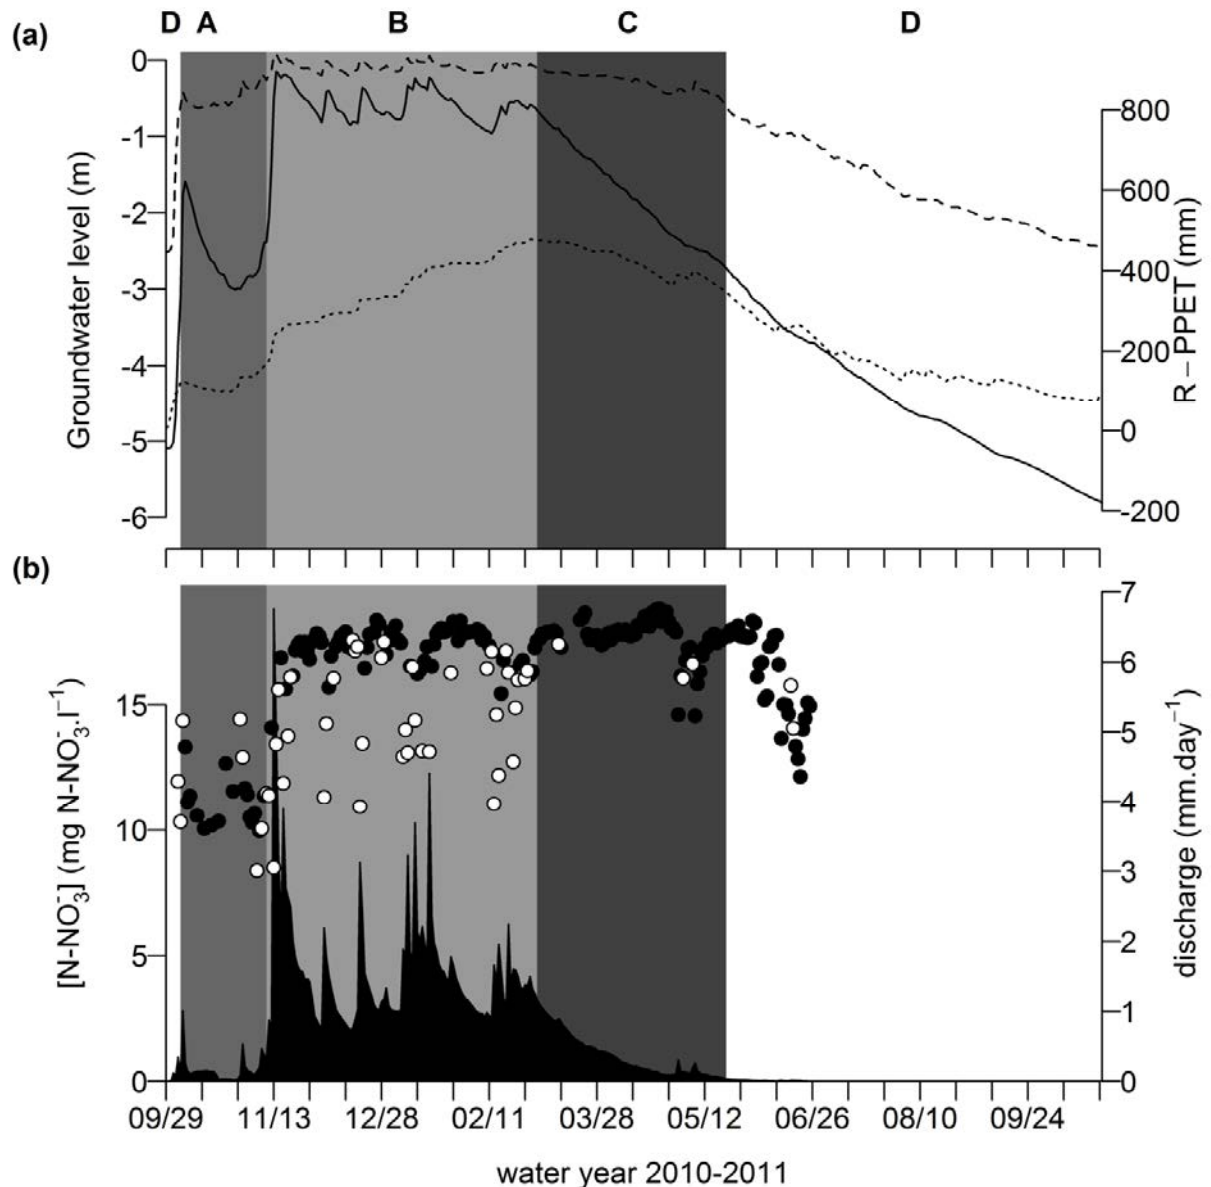 (a)
D A B C D
Groundwater level (m)
0
-1
-2
-3
-4
-5
-6
R – PPET (mm)
800
600
400
200
0
-200
(b)
[N-NO₃⁻] (mg N-NO₃⁻.l⁻¹)
15
10
5
0
discharge (mm.day⁻¹)
7
6
5
4
3
2
1
0
09/29 11/13 12/28 02/11 03/28 05/12 06/26 08/10 09/24
water year 2010-2011